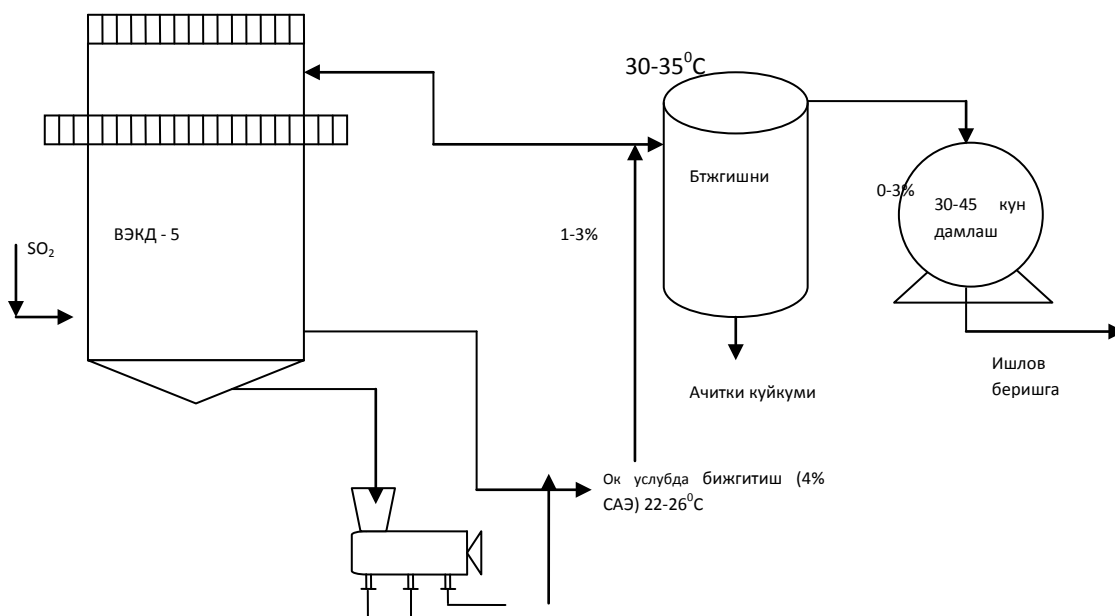 30-35⁰C
Бтжгишни
0-3%
30-45 кун
дамлаш
ВЭКД - 5
1-3%
SO₂
Ишлов
беришга
Ачитки куйкуми
Ок услубда бижгитиш (4%
САЭ) 22-26⁰С